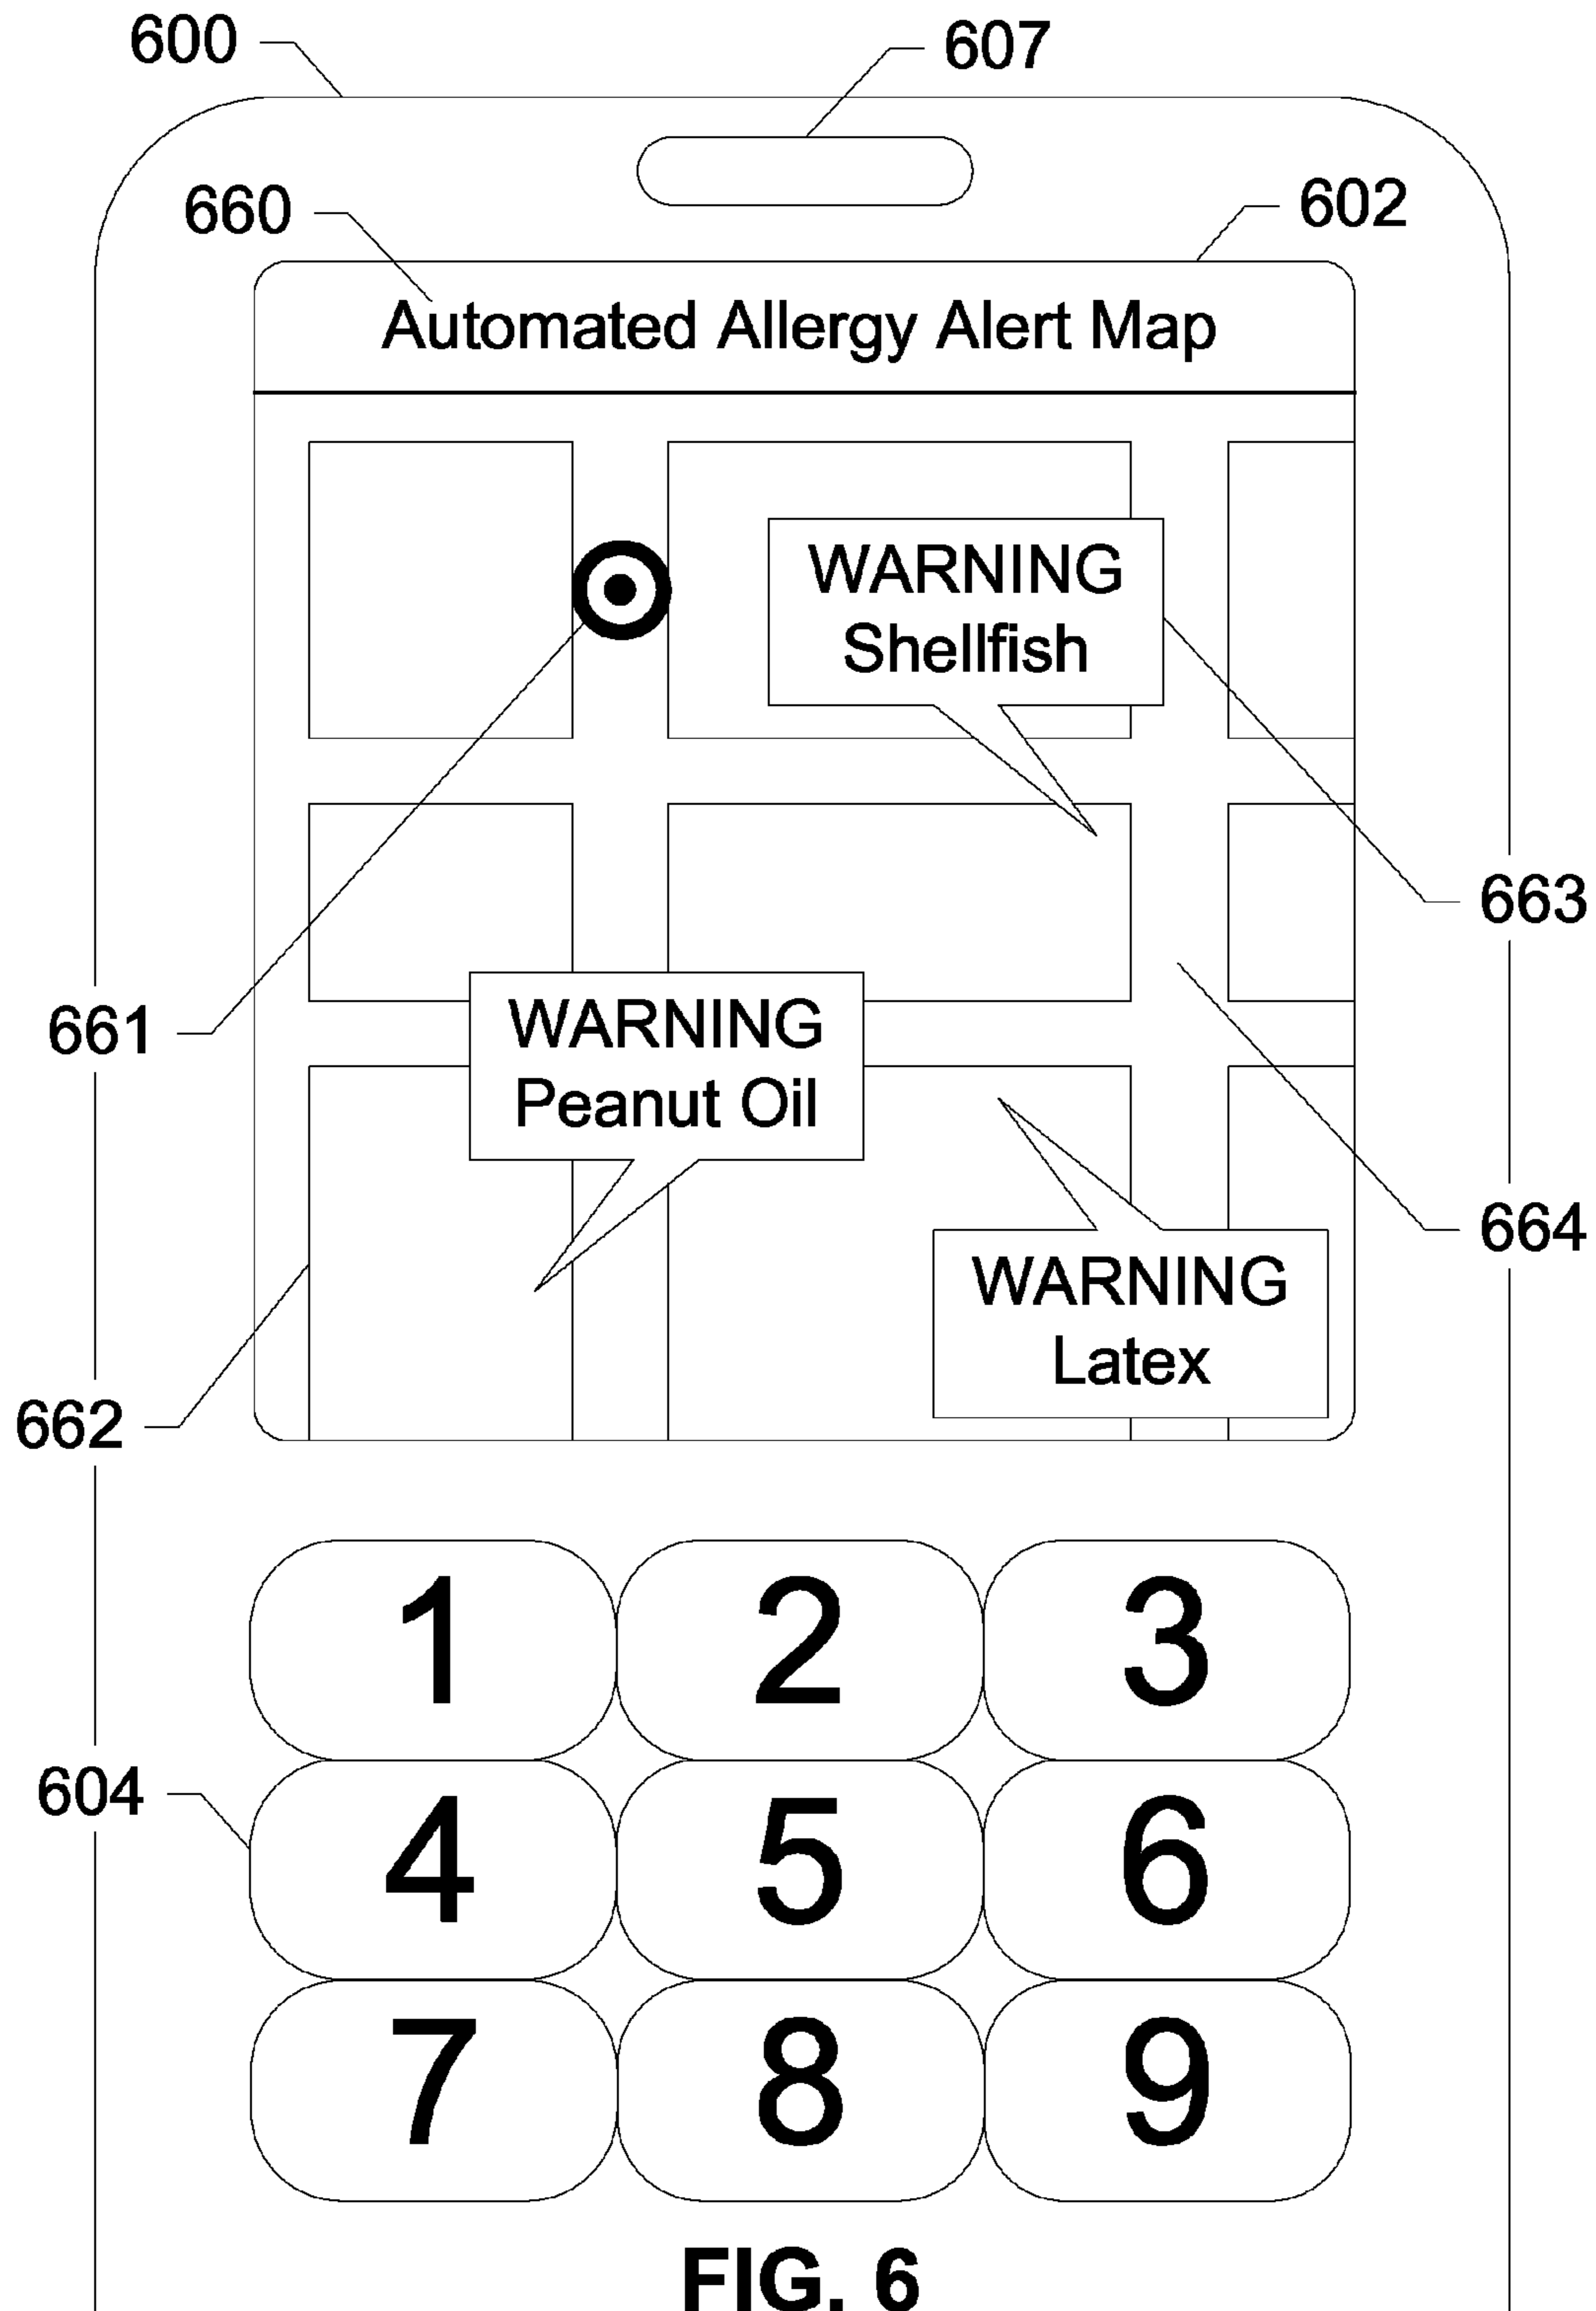 600
607
660
602
Automated Allergy Alert Map
WARNING
Shellfish
663
661
WARNING
Peanut Oil
664
WARNING
Latex
662
1 2 3
604
4 5 6
7 8 9
FIG. 6